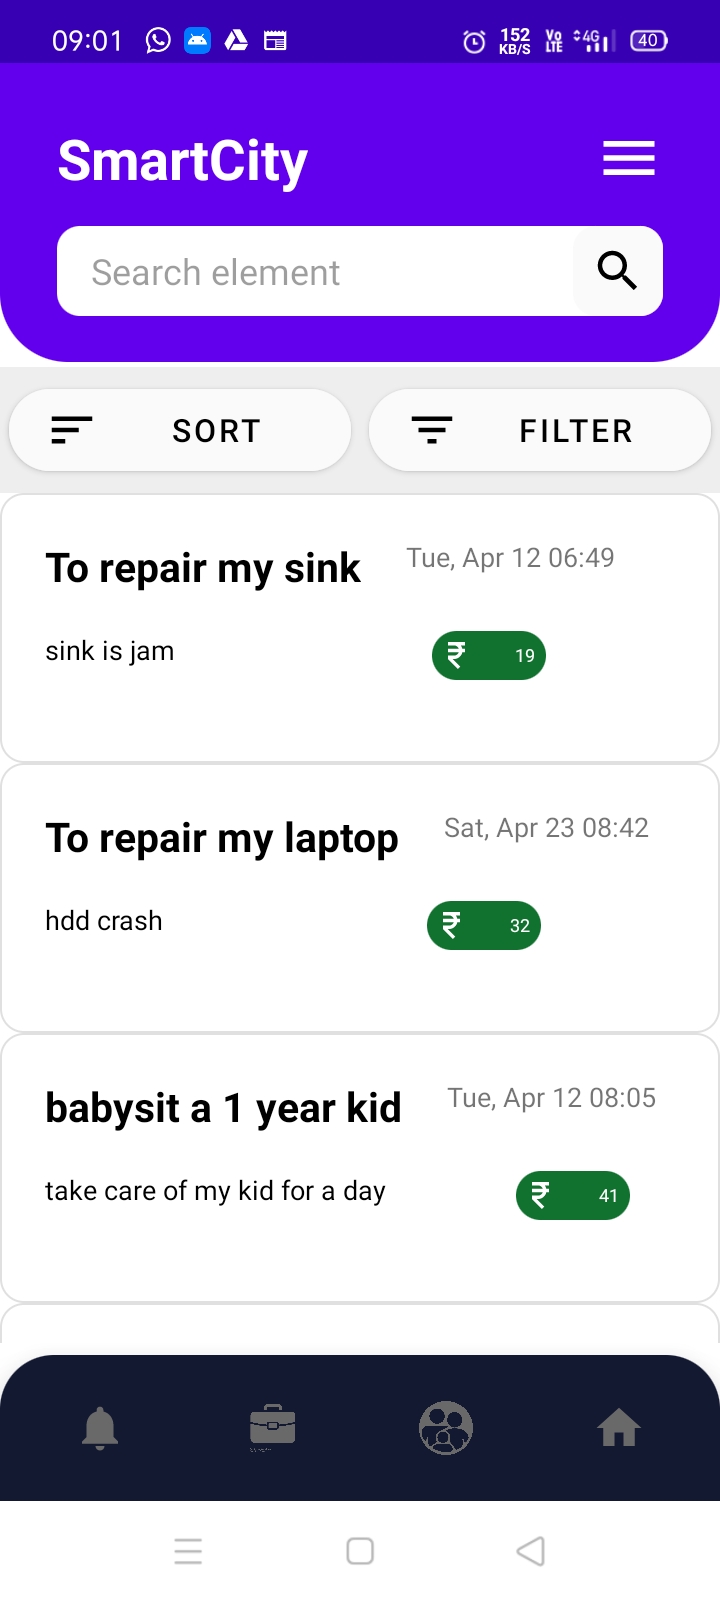 09:01 152 KB/S Vo LTE 4G 40
SmartCity
Search element
SORT FILTER
To repair my sink Tue, Apr 12 06:49
sink is jam ₹ 19
To repair my laptop Sat, Apr 23 08:42
hdd crash ₹ 32
babysit a 1 year kid Tue, Apr 12 08:05
take care of my kid for a day ₹ 41